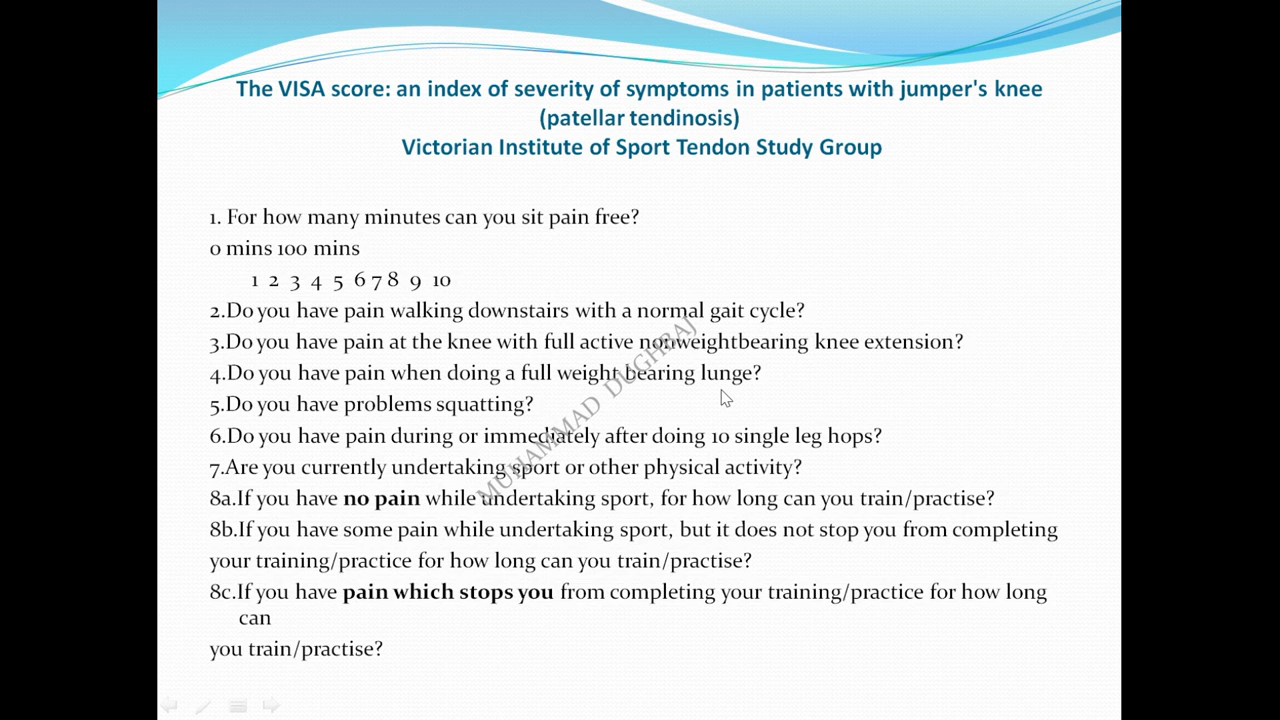 The VISA score: an index of severity of symptoms in patients with jumper's knee
(patellar tendinosis)
Victorian Institute of Sport Tendon Study Group
1. For how many minutes can you sit pain free?
0 mins 100 mins
1 2 3 4 5 6 7 8 9 10
2.Do you have pain walking downstairs with a normal gait cycle?
3.Do you have pain at the knee with full active nonweightbearing knee extension?
4.Do you have pain when doing a full weight bearing lunge?
5.Do you have problems squatting?
6.Do you have pain during or immediately after doing 10 single leg hops?
7.Are you currently undertaking sport or other physical activity?
8a.If you have no pain while undertaking sport, for how long can you train/practise?
8b.If you have some pain while undertaking sport, but it does not stop you from completing
your training/practice for how long can you train/practise?
8c.If you have pain which stops you from completing your training/practice for how long
can
you train/practise?
MUHAMMAD DUGHBAJ